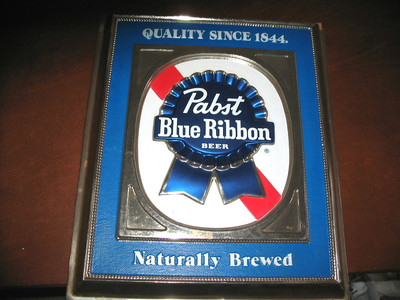 QUALITY SINCE 1844.
Pabst
Blue Ribbon
BEER
®
Naturally Brewed